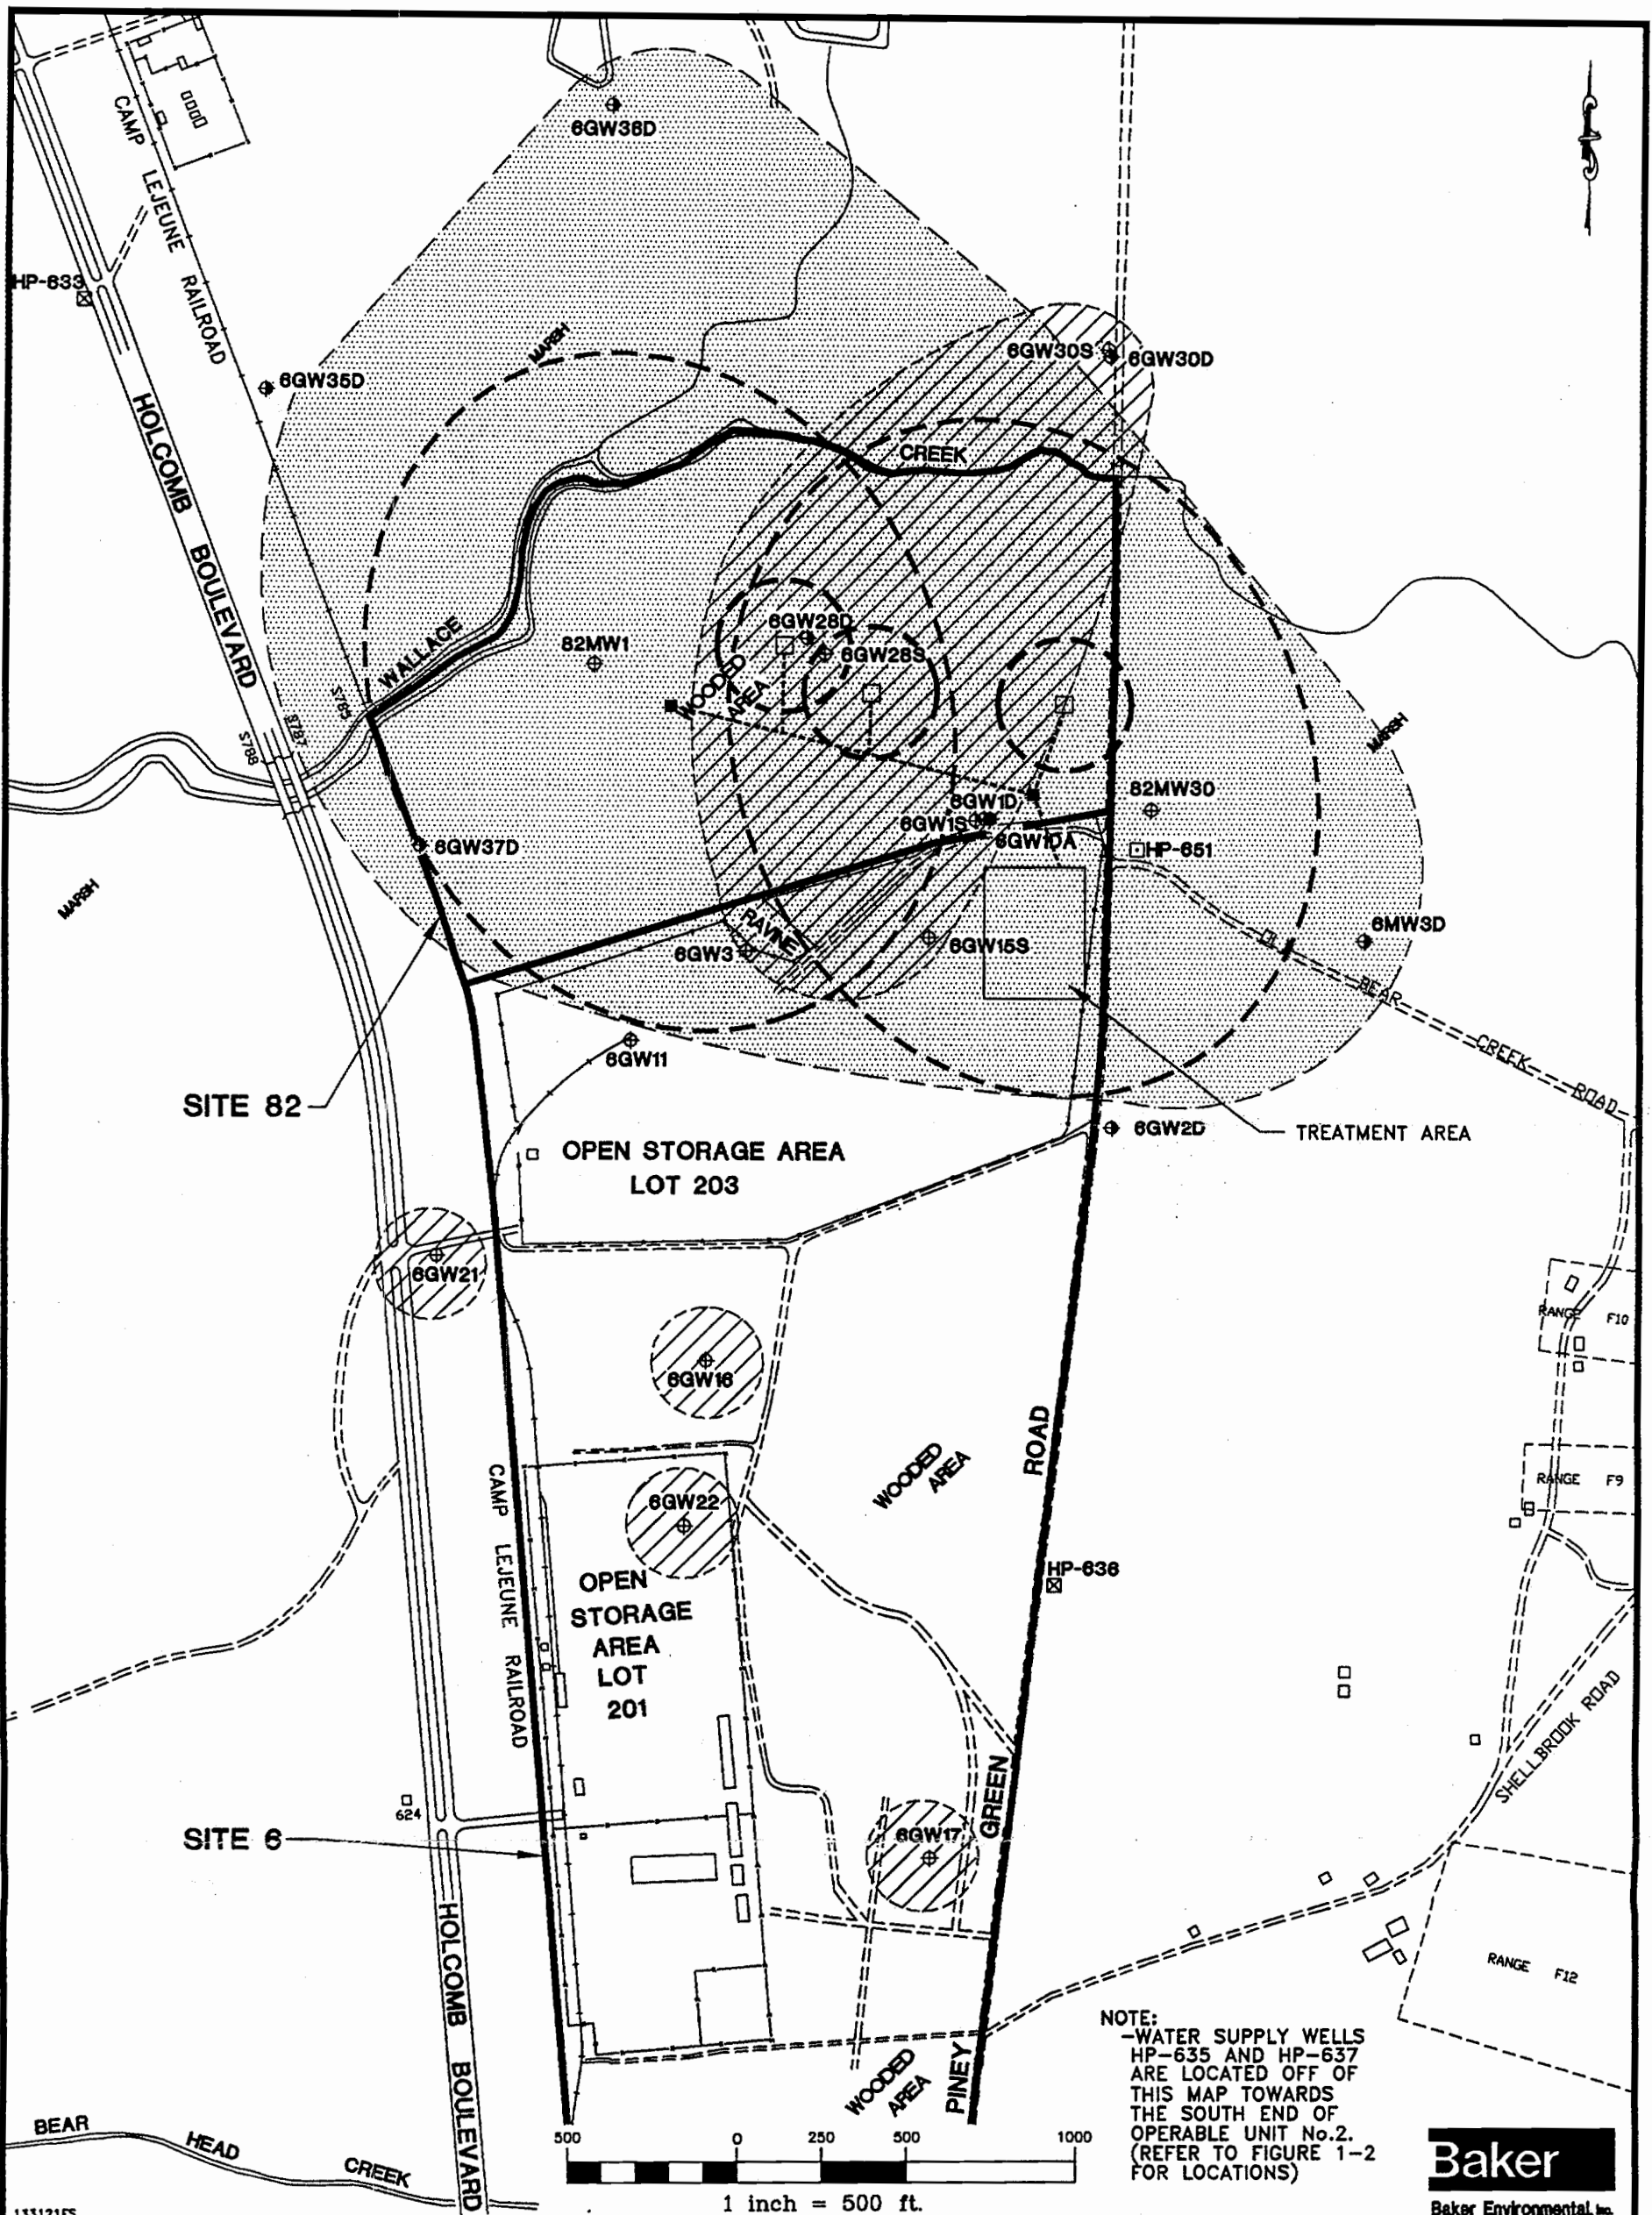 6GW36D
CAMP LEJEUNE RAILROAD
HP-633
MARSH
6GW30S
6GW30D
6GW35D
HOLCOMB BOULEVARD
CREEK
WALLACE
82MW1
6GW28D
6GW28S
WOODED
AREA
S785
S787
S788
MARSH
6GW1D
82MW30
6GW1S
6GW1DA
HP-651
6GW37D
MARSH
RAVINE
6GW3
6GW15S
6MW3D
BEAR CREEK ROAD
6GW11
SITE 82
6GW2D
TREATMENT AREA
OPEN STORAGE AREA
LOT 203
6GW21
RANGE F10
6GW16
ROAD
WOODED
AREA
RANGE F9
CAMP LEJEUNE RAILROAD
6GW22
HP-636
OPEN
STORAGE
AREA
LOT
201
SHELLBROOK ROAD
GREEN
624
SITE 6
6GW17
HOLCOMB BOULEVARD
RANGE F12
PINEY
WOODED
AREA
NOTE:
-WATER SUPPLY WELLS
HP-635 AND HP-637
ARE LOCATED OFF OF
THIS MAP TOWARDS
THE SOUTH END OF
OPERABLE UNIT No.2.
(REFER TO FIGURE 1-2
FOR LOCATIONS)
BEAR HEAD CREEK
500 0 250 500 1000
1 inch = 500 ft.
Baker
Baker Environmental, Inc.